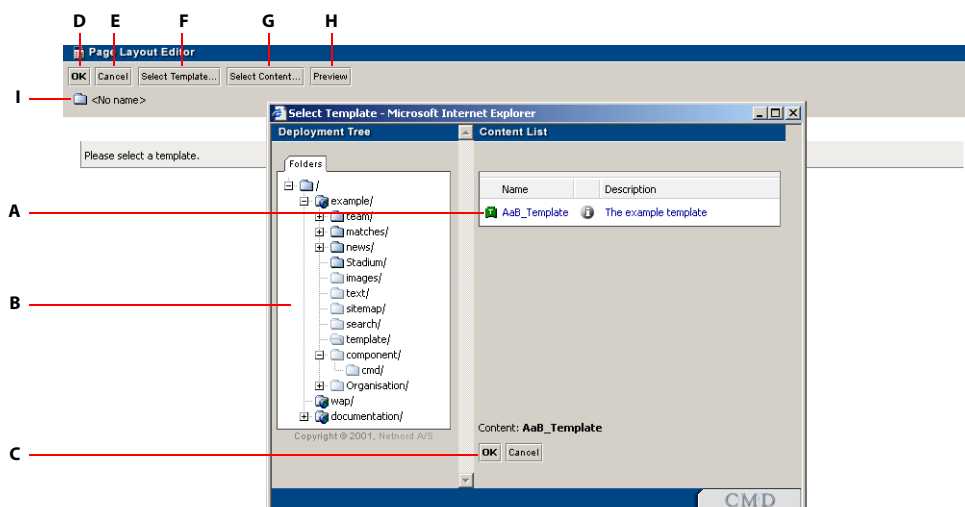 D E F G H
Page Layout Editor
OK Cancel Select Template... Select Content... Preview
I
<No name>
Select Template - Microsoft Internet Explorer
Deployment Tree
Content List
Please select a template.
Folders
/
Name Description
example/
A
team/
AaB_Template The example template
matches/
news/
Stadium/
images/
text/
B
sitemap/
search/
template/
component/
cmd/
Organisation/
wap/
documentation/
Content: AaB_Template
Copyright © 2001, Netnord A/S
C
OK Cancel
CMD